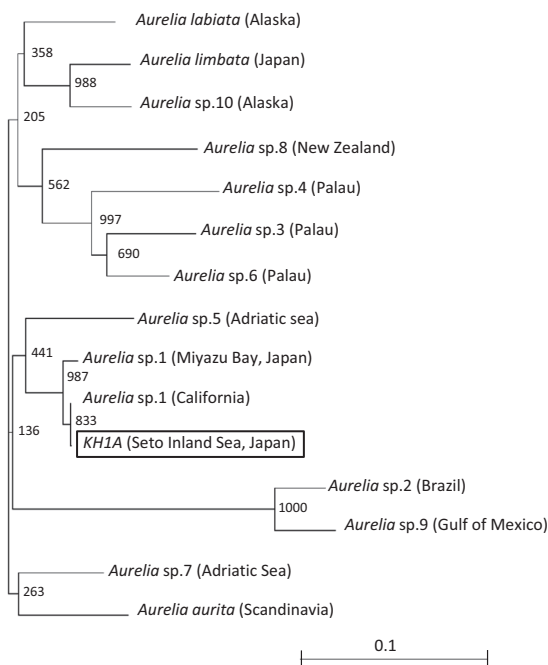 Aurelia labiata (Alaska)
358
Aurelia limbata (Japan)
988
Aurelia sp.10 (Alaska)
205
Aurelia sp.8 (New Zealand)
562
Aurelia sp.4 (Palau)
997
Aurelia sp.3 (Palau)
690
Aurelia sp.6 (Palau)
Aurelia sp.5 (Adriatic sea)
441
Aurelia sp.1 (Miyazu Bay, Japan)
987
Aurelia sp.1 (California)
833
136
KH1A (Seto Inland Sea, Japan)
Aurelia sp.2 (Brazil)
1000
Aurelia sp.9 (Gulf of Mexico)
Aurelia sp.7 (Adriatic Sea)
263
Aurelia aurita (Scandinavia)
0.1